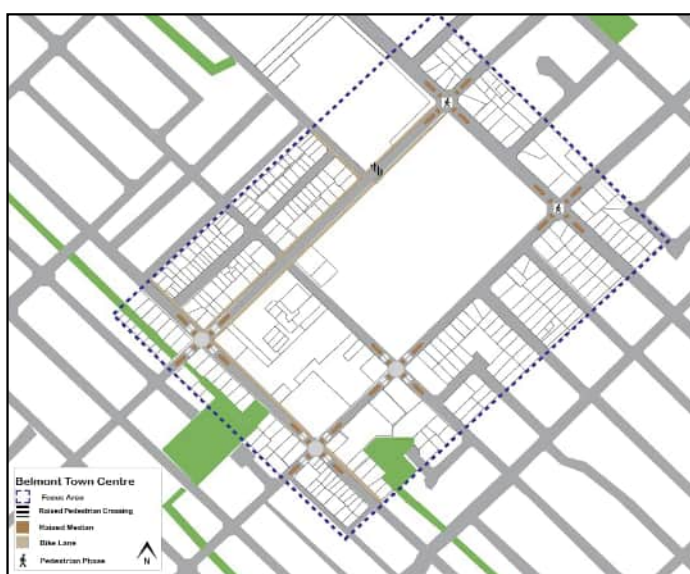 Belmont Town Centre
Focus Area
Raised Pedestrian Crossing
Raised Median
Bike Lane
Pedestrian Phase
N